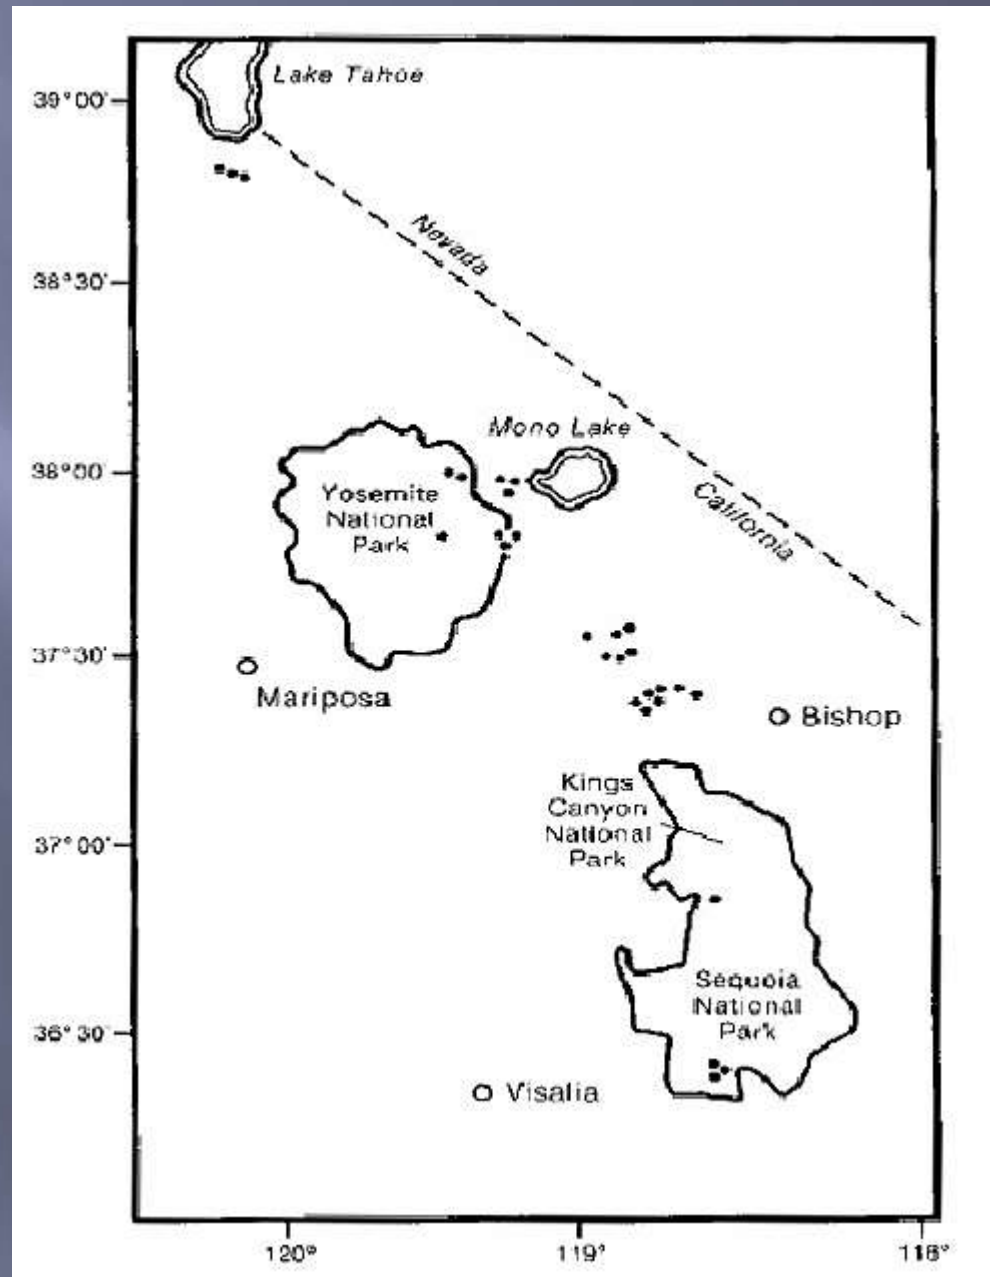 Lake Tahoe
39°00'
Nevada
38°30'
Mono Lake
38°00'
Yosemite
National
Park
California
37°30'
Mariposa
Bishop
Kings
Canyon
National
Park
37°00'
Sequoia
National
Park
36°30'
Visalia
120°
119°
118°